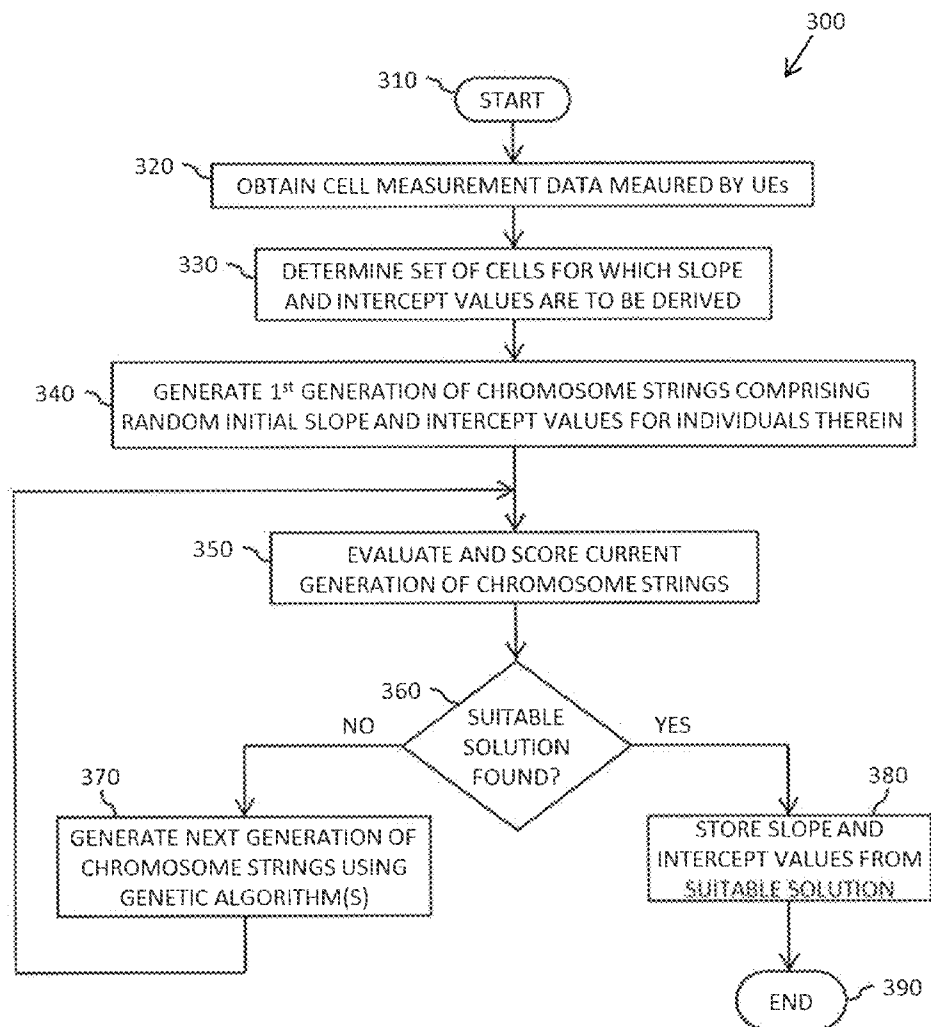 300
310
START
320
OBTAIN CELL MEASUREMENT DATA MEAURED BY UEs
330
DETERMINE SET OF CELLS FOR WHICH SLOPE
AND INTERCEPT VALUES ARE TO BE DERIVED
340
GENERATE 1st GENERATION OF CHROMOSOME STRINGS COMPRISING
RANDOM INITIAL SLOPE AND INTERCEPT VALUES FOR INDIVIDUALS THEREIN
350
EVALUATE AND SCORE CURRENT
GENERATION OF CHROMOSOME STRINGS
360
SUITABLE
SOLUTION
FOUND?
NO
YES
370
GENERATE NEXT GENERATION OF
CHROMOSOME STRINGS USING
GENETIC ALGORITHM(S)
380
STORE SLOPE AND
INTERCEPT VALUES FROM
SUITABLE SOLUTION
END
390